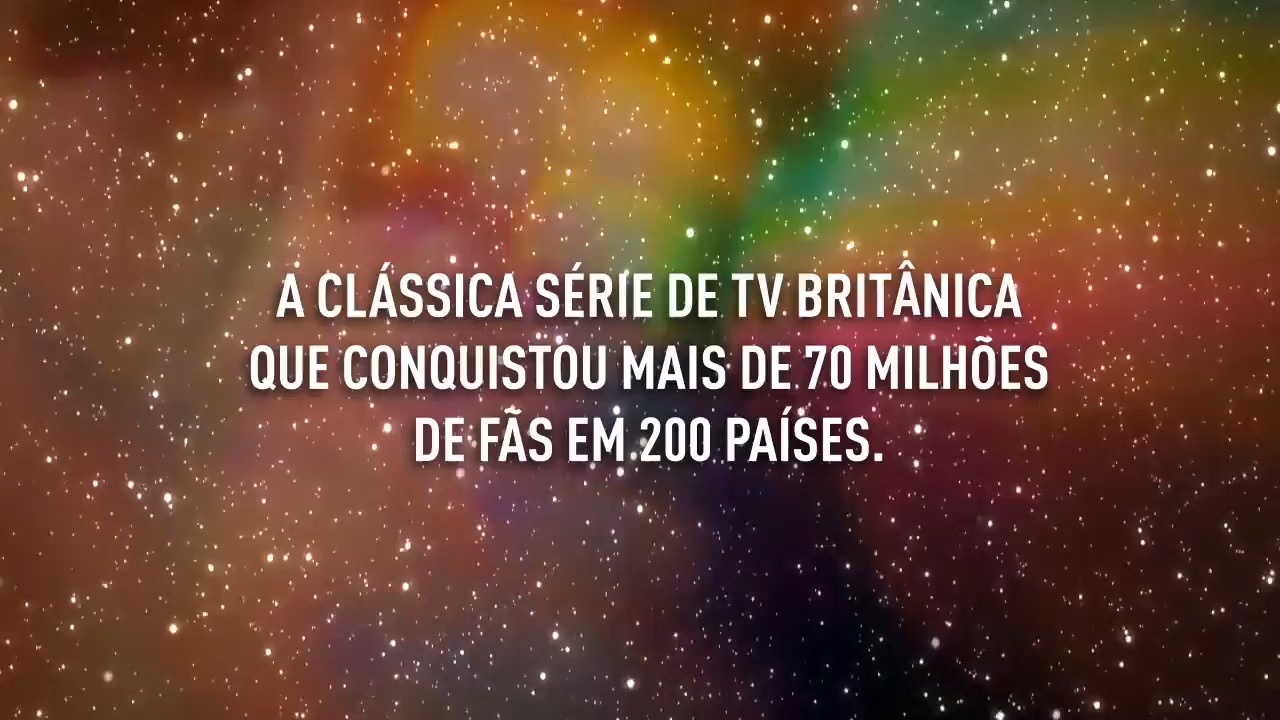 A CLÁSSICA SÉRIE DE TV BRITÂNICA
QUE CONQUISTOU MAIS DE 70 MILHÕES
DE FÃS EM 200 PAÍSES.